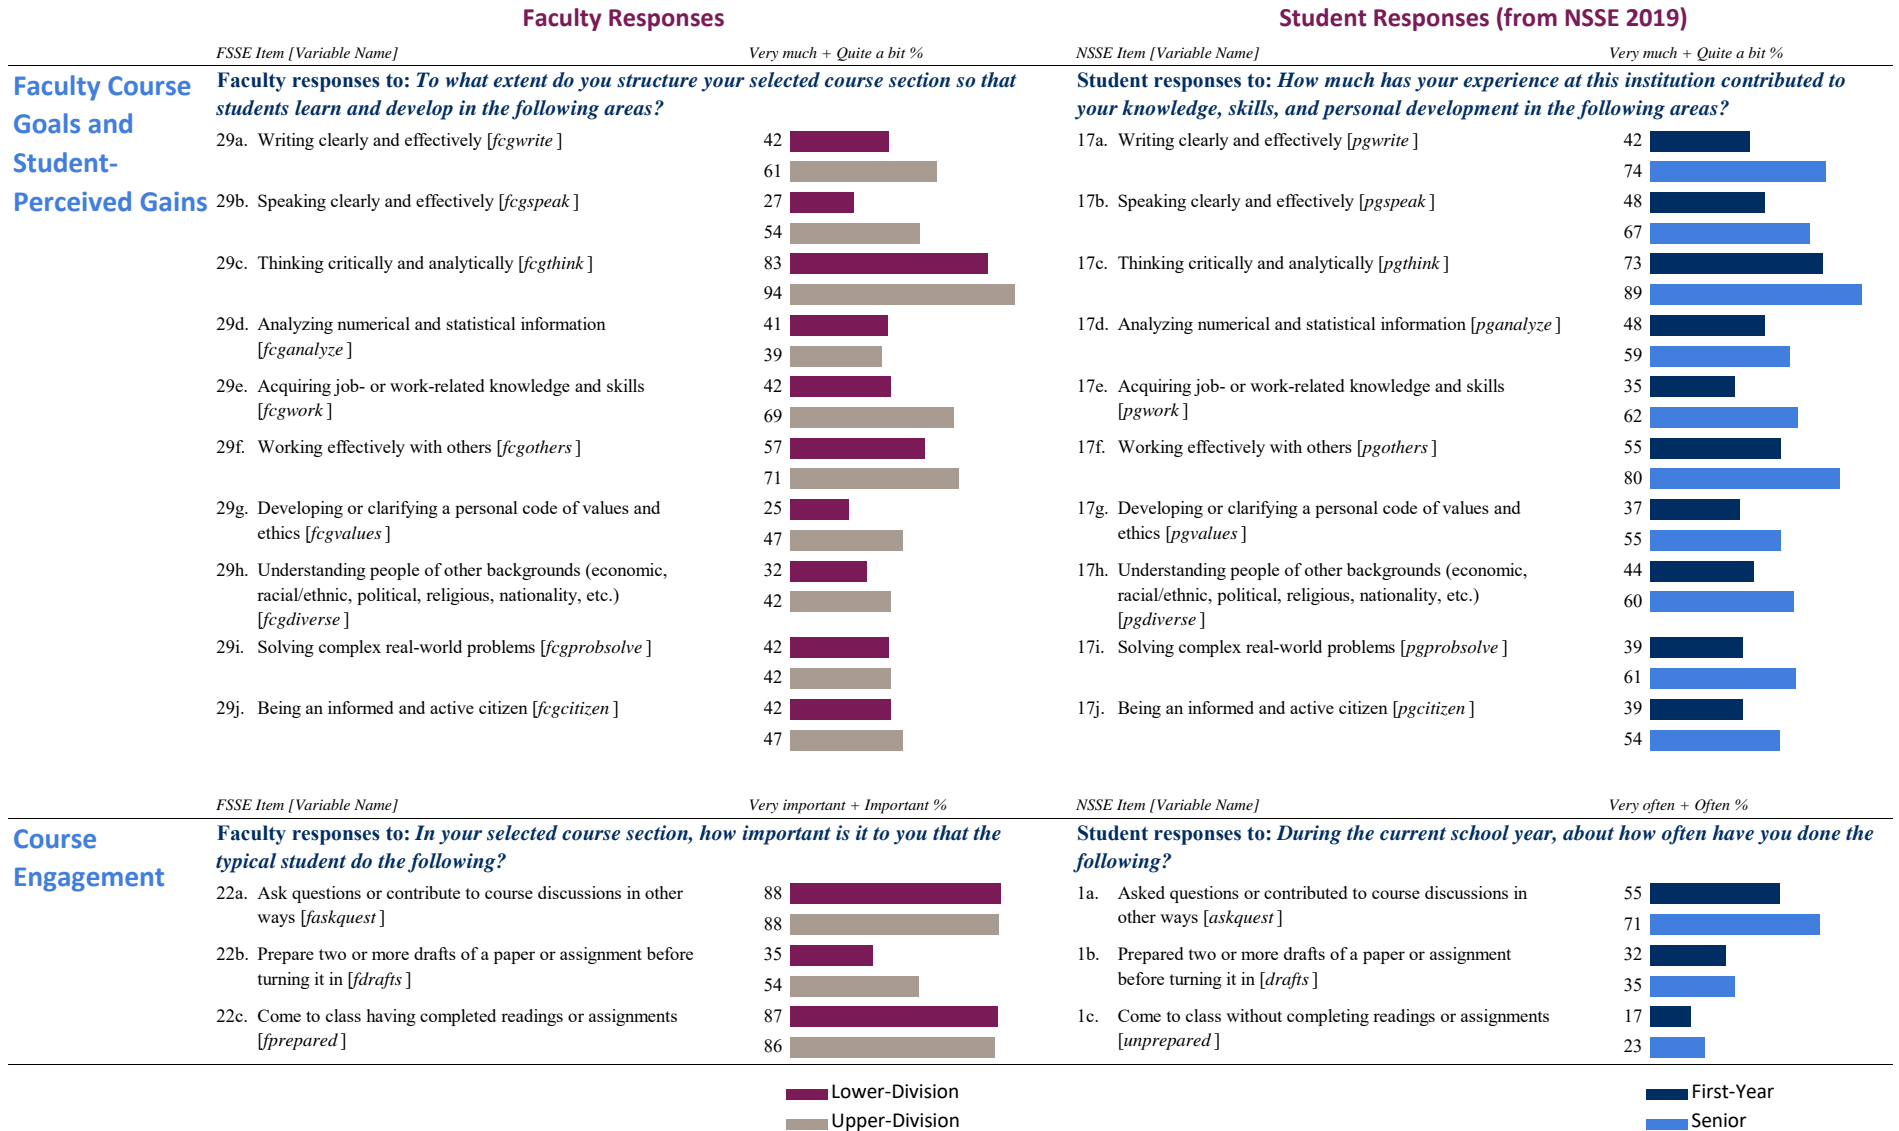 Faculty Responses
Student Responses (from NSSE 2019)
FSSE Item [Variable Name]
Very much + Quite a bit %
NSSE Item [Variable Name]
Very much + Quite a bit %
Faculty Course
Goals and
Student-
Perceived Gains
Faculty responses to: To what extent do you structure your selected course section so that
students learn and develop in the following areas?
Student responses to: How much has your experience at this institution contributed to
your knowledge, skills, and personal development in the following areas?
29a. Writing clearly and effectively [fcgwrite]
42
61
17a. Writing clearly and effectively [pgwrite]
42
74
29b. Speaking clearly and effectively [fcgspeak]
27
54
17b. Speaking clearly and effectively [pgspeak]
48
67
29c. Thinking critically and analytically [fcgthink]
83
94
17c. Thinking critically and analytically [pgthink]
73
89
29d. Analyzing numerical and statistical information
[fcganalyze]
41
39
17d. Analyzing numerical and statistical information [pganalyze]
48
59
29e. Acquiring job- or work-related knowledge and skills
[fcgwork]
42
69
17e. Acquiring job- or work-related knowledge and skills
[pgwork]
35
62
29f. Working effectively with others [fcgothers]
57
71
17f. Working effectively with others [pgothers]
55
80
29g. Developing or clarifying a personal code of values and
ethics [fcgvalues]
25
47
17g. Developing or clarifying a personal code of values and
ethics [pgvalues]
37
55
29h. Understanding people of other backgrounds (economic,
racial/ethnic, political, religious, nationality, etc.)
[fcgdiverse]
32
42
17h. Understanding people of other backgrounds (economic,
racial/ethnic, political, religious, nationality, etc.)
[pgdiverse]
44
60
29i. Solving complex real-world problems [fcgprobsolve]
42
42
17i. Solving complex real-world problems [pgprobsolve]
39
61
29j. Being an informed and active citizen [fcgcitizen]
42
47
17j. Being an informed and active citizen [pgcitizen]
39
54
FSSE Item [Variable Name]
Very important + Important %
NSSE Item [Variable Name]
Very often + Often %
Course
Engagement
Faculty responses to: In your selected course section, how important is it to you that the
typical student do the following?
Student responses to: During the current school year, about how often have you done the
following?
22a. Ask questions or contribute to course discussions in other
ways [faskquest]
88
88
1a. Asked questions or contributed to course discussions in
other ways [askquest]
55
71
22b. Prepare two or more drafts of a paper or assignment before
turning it in [fdrafts]
35
54
1b. Prepared two or more drafts of a paper or assignment
before turning it in [drafts]
32
35
22c. Come to class having completed readings or assignments
[fprepared]
87
86
1c. Come to class without completing readings or assignments
[unprepared]
17
23
Lower-Division
Upper-Division
First-Year
Senior